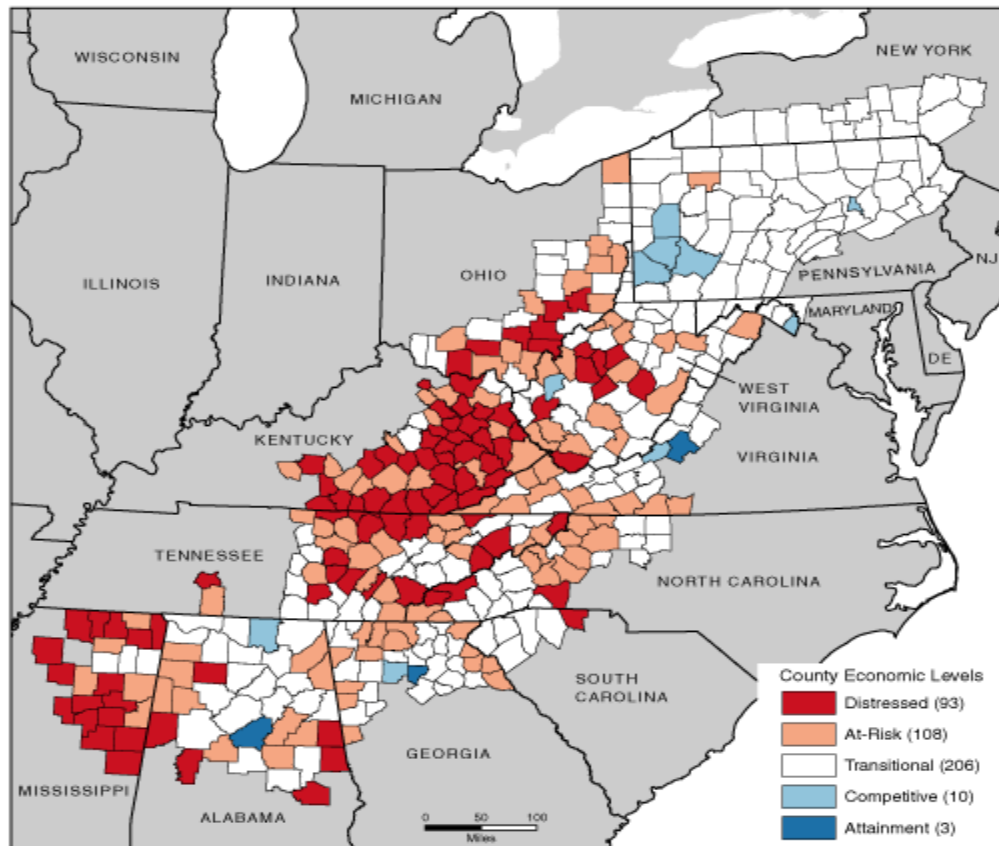 WISCONSIN
NEW YORK
MICHIGAN
ILLINOIS
INDIANA
OHIO
PENNSYLVANIA
NJ
MARYLAND
DE
WEST
VIRGINIA
KENTUCKY
VIRGINIA
TENNESSEE
NORTH CAROLINA
SOUTH
CAROLINA
GEORGIA
MISSISSIPPI
ALABAMA
0 50 100
Miles
County Economic Levels
Distressed (93)
At-Risk (108)
Transitional (206)
Competitive (10)
Attainment (3)